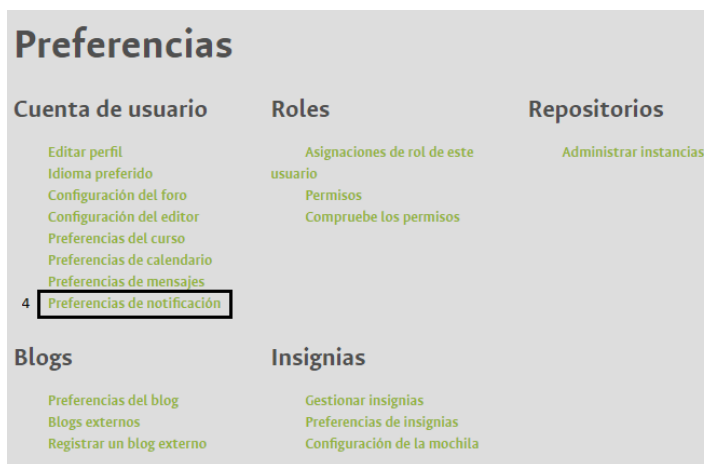 Preferencias
Cuenta de usuario
Editar perfil
Idioma preferido
Configuración del foro
Configuración del editor
Preferencias del curso
Preferencias de calendario
Preferencias de mensajes
4 Preferencias de notificación
Roles
Asignaciones de rol de este
usuario
Permisos
Compruebe los permisos
Repositorios
Administrar instancias
Blogs
Preferencias del blog
Blogs externos
Registrar un blog externo
Insignias
Gestionar insignias
Preferencias de insignias
Configuración de la mochila